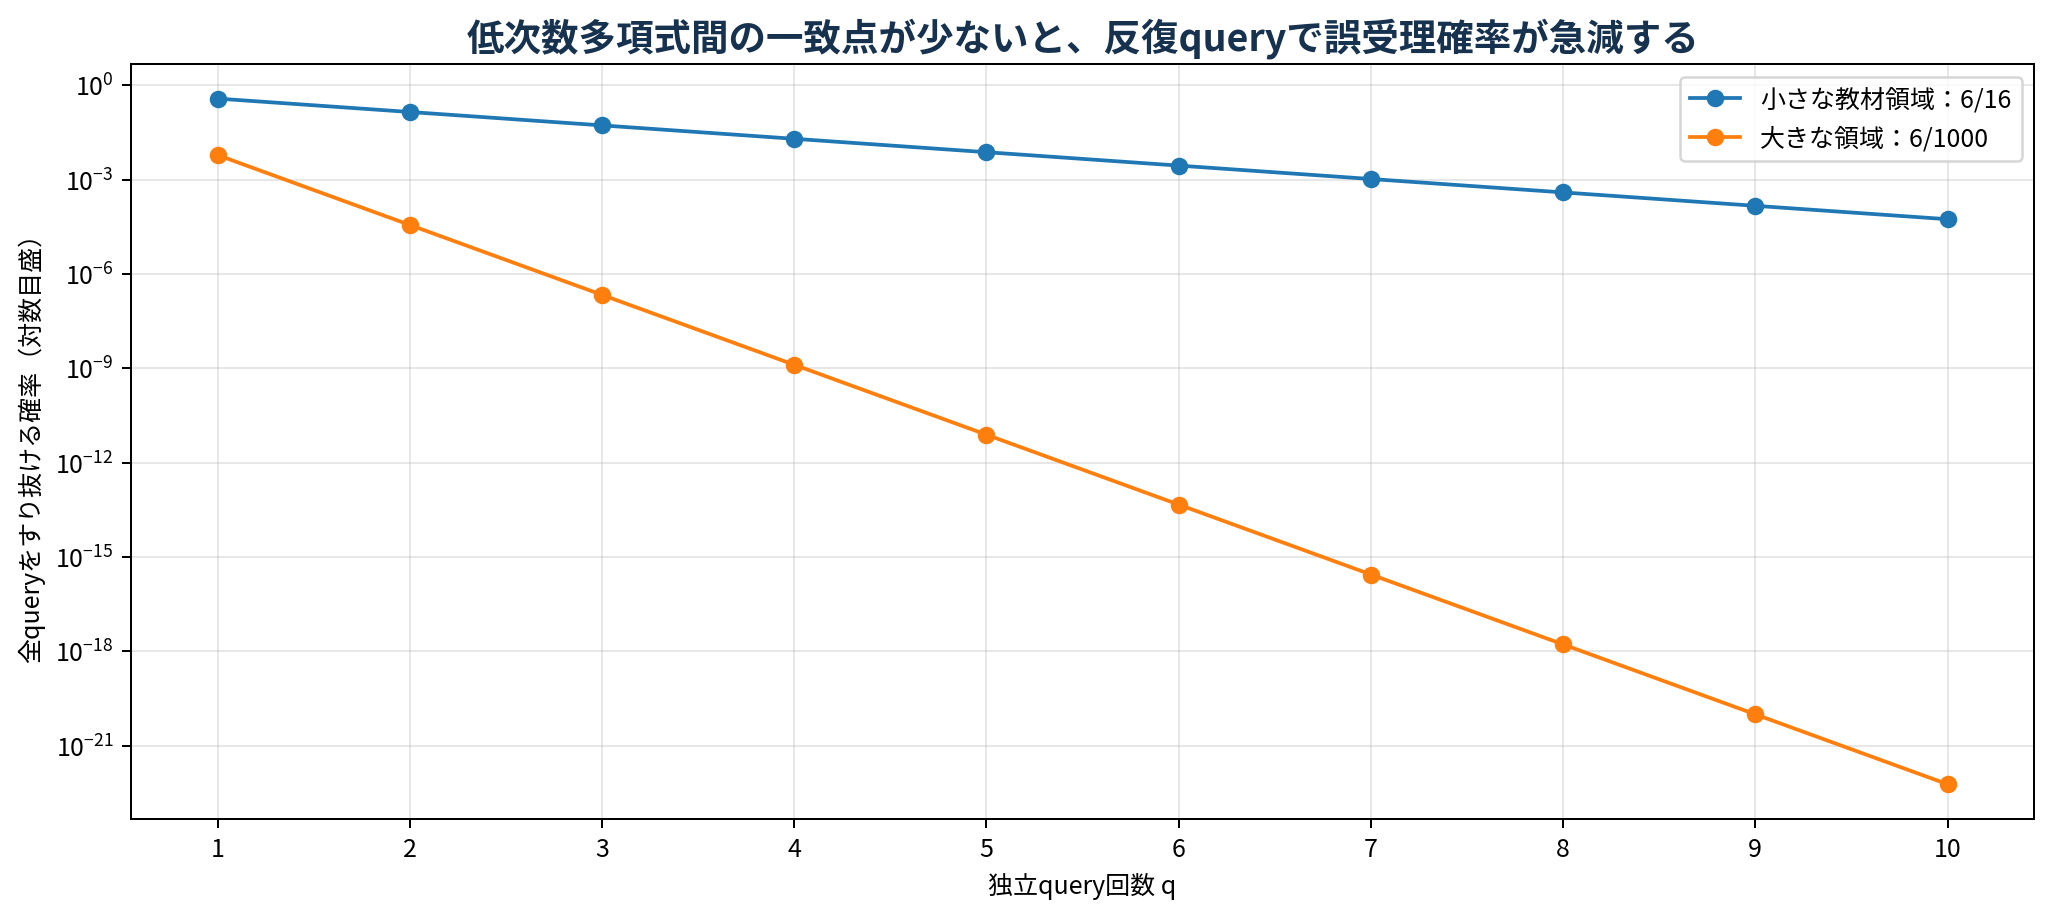 低次数多項式間の一致点が少ないと、反復queryで誤受理確率が急減する
小さな教材領域：6/16
大きな領域：6/1000
全queryをすり抜ける確率（対数目盛）
10⁰
10⁻³
10⁻⁶
10⁻⁹
10⁻¹²
10⁻¹⁵
10⁻¹⁸
10⁻²¹
1 2 3 4 5 6 7 8 9 10
独立query回数 q